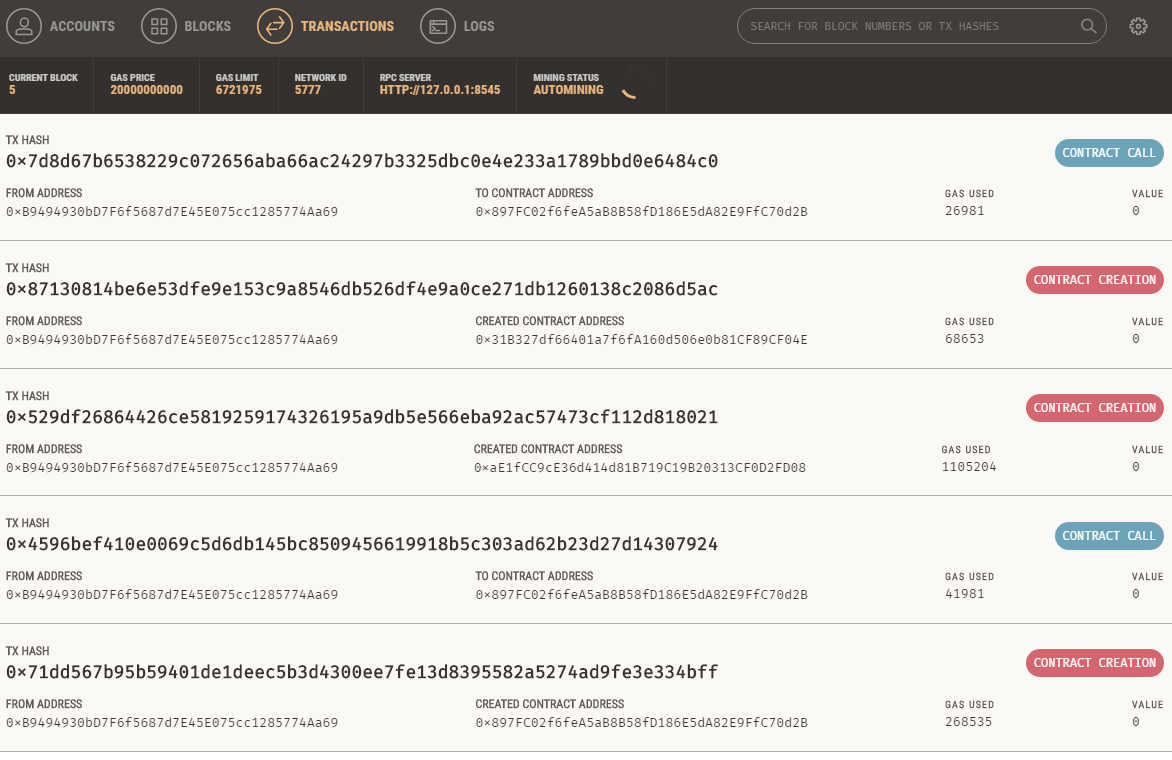 ACCOUNTS BLOCKS TRANSACTIONS LOGS SEARCH FOR BLOCK NUMBERS OR TX HASHES
CURRENT BLOCK GAS PRICE GAS LIMIT NETWORK ID RPC SERVER MINING STATUS
5 20000000000 6721975 5777 HTTP://127.0.0.1:8545 AUTOMINING
TX HASH
0×7d8d67b6538229c072656aba66ac24297b3325dbc0e4e233a1789bbd0e6484c0 CONTRACT CALL
FROM ADDRESS TO CONTRACT ADDRESS GAS USED VALUE
0×B9494930bD7F6f5687d7E45E075cc1285774Aa69 0×897FC02f6feA5aB8B58fD186E5dA82E9FfC70d2B 26981 0
TX HASH
0×87130814be6e53dfe9e153c9a8546db526df4e9a0ce271db1260138c2086d5ac CONTRACT CREATION
FROM ADDRESS CREATED CONTRACT ADDRESS GAS USED VALUE
0×B9494930bD7F6f5687d7E45E075cc1285774Aa69 0×31B327df66401a7f6fA160d506e0b81CF89CF04E 68653 0
TX HASH
0×529df26864426ce5819259174326195a9db5e566eba92ac57473cf112d818021 CONTRACT CREATION
FROM ADDRESS CREATED CONTRACT ADDRESS GAS USED VALUE
0×B9494930bD7F6f5687d7E45E075cc1285774Aa69 0×aE1fCC9cE36d414d81B719C19B20313CF0D2FD08 1105204 0
TX HASH
0×4596bef410e0069c5d6db145bc8509456619918b5c303ad62b23d27d14307924 CONTRACT CALL
FROM ADDRESS TO CONTRACT ADDRESS GAS USED VALUE
0×B9494930bD7F6f5687d7E45E075cc1285774Aa69 0×897FC02f6feA5aB8B58fD186E5dA82E9FfC70d2B 41981 0
TX HASH
0×71dd567b95b59401de1deec5b3d4300ee7fe13d8395582a5274ad9fe3e334bff CONTRACT CREATION
FROM ADDRESS CREATED CONTRACT ADDRESS GAS USED VALUE
0×B9494930bD7F6f5687d7E45E075cc1285774Aa69 0×897FC02f6feA5aB8B58fD186E5dA82E9FfC70d2B 268535 0